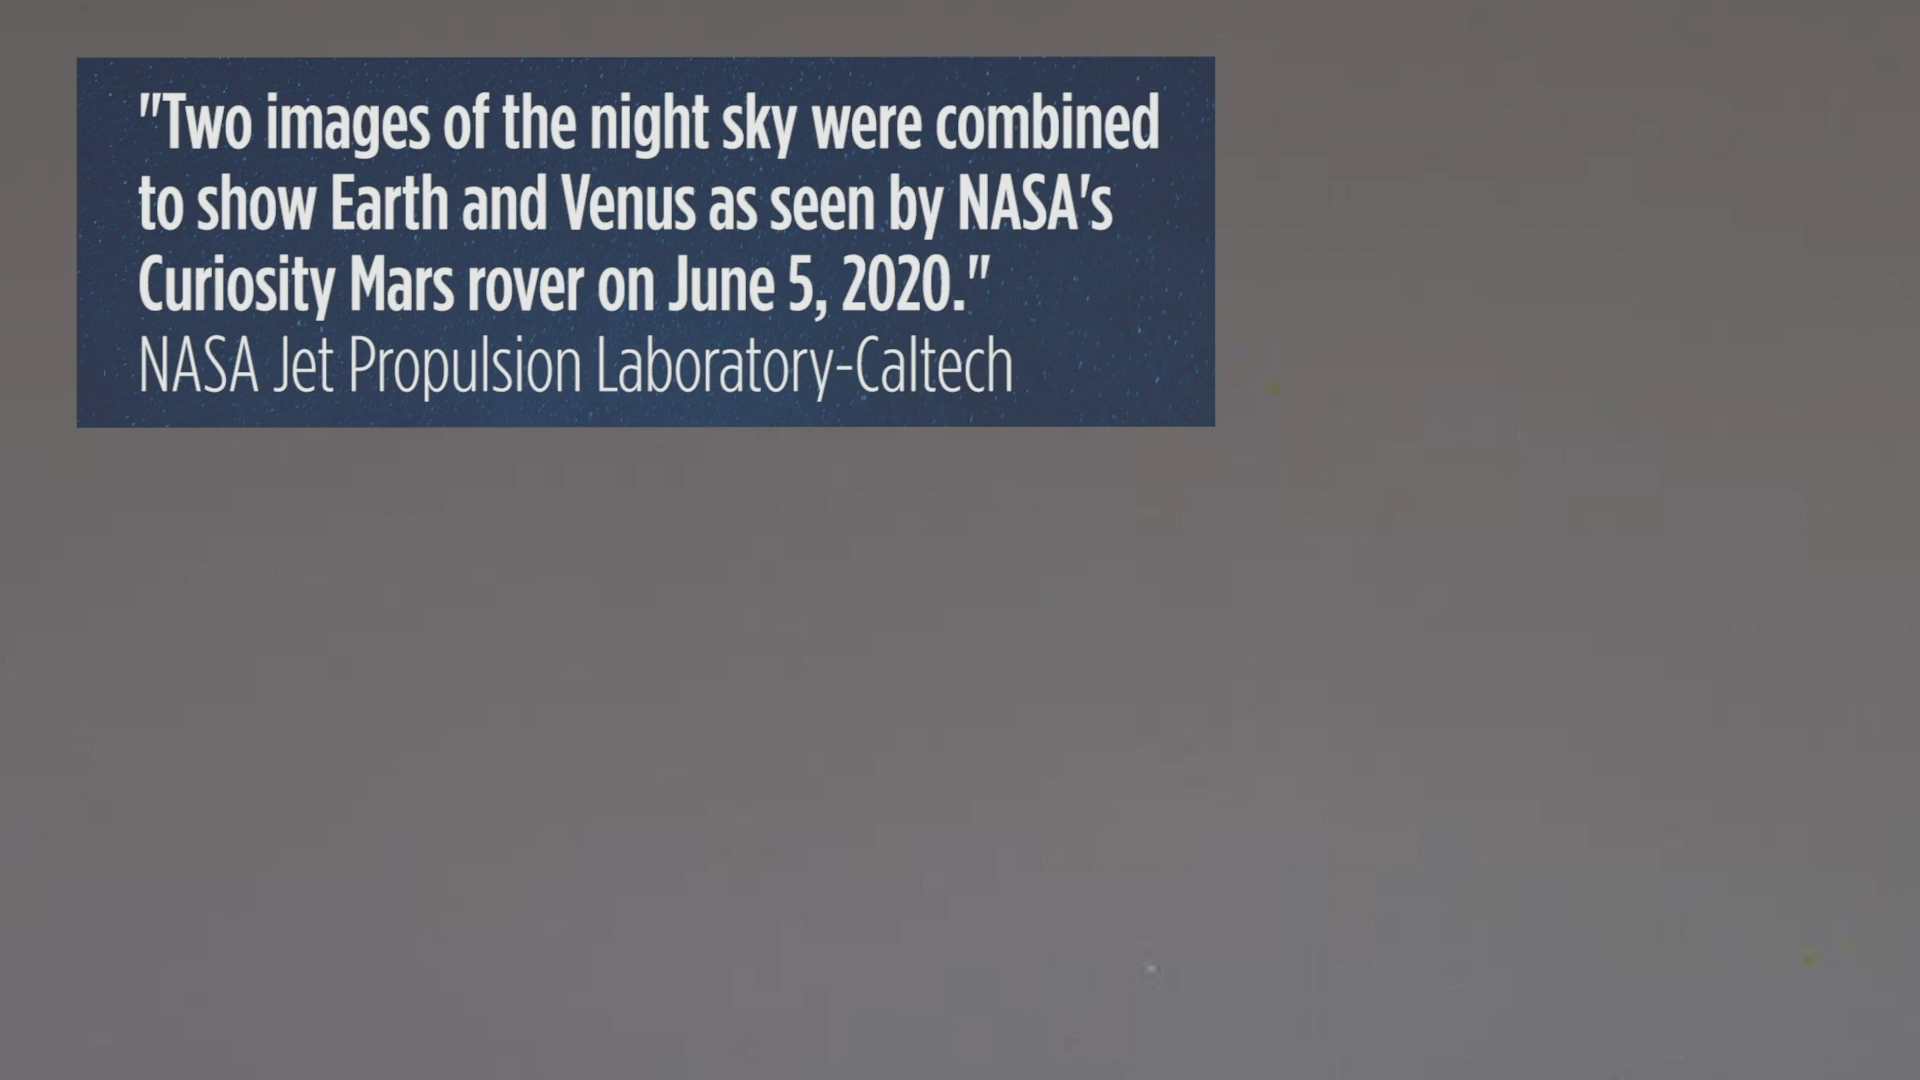 "Two images of the night sky were combined
to show Earth and Venus as seen by NASA's
Curiosity Mars rover on June 5, 2020."
NASA Jet Propulsion Laboratory-Caltech